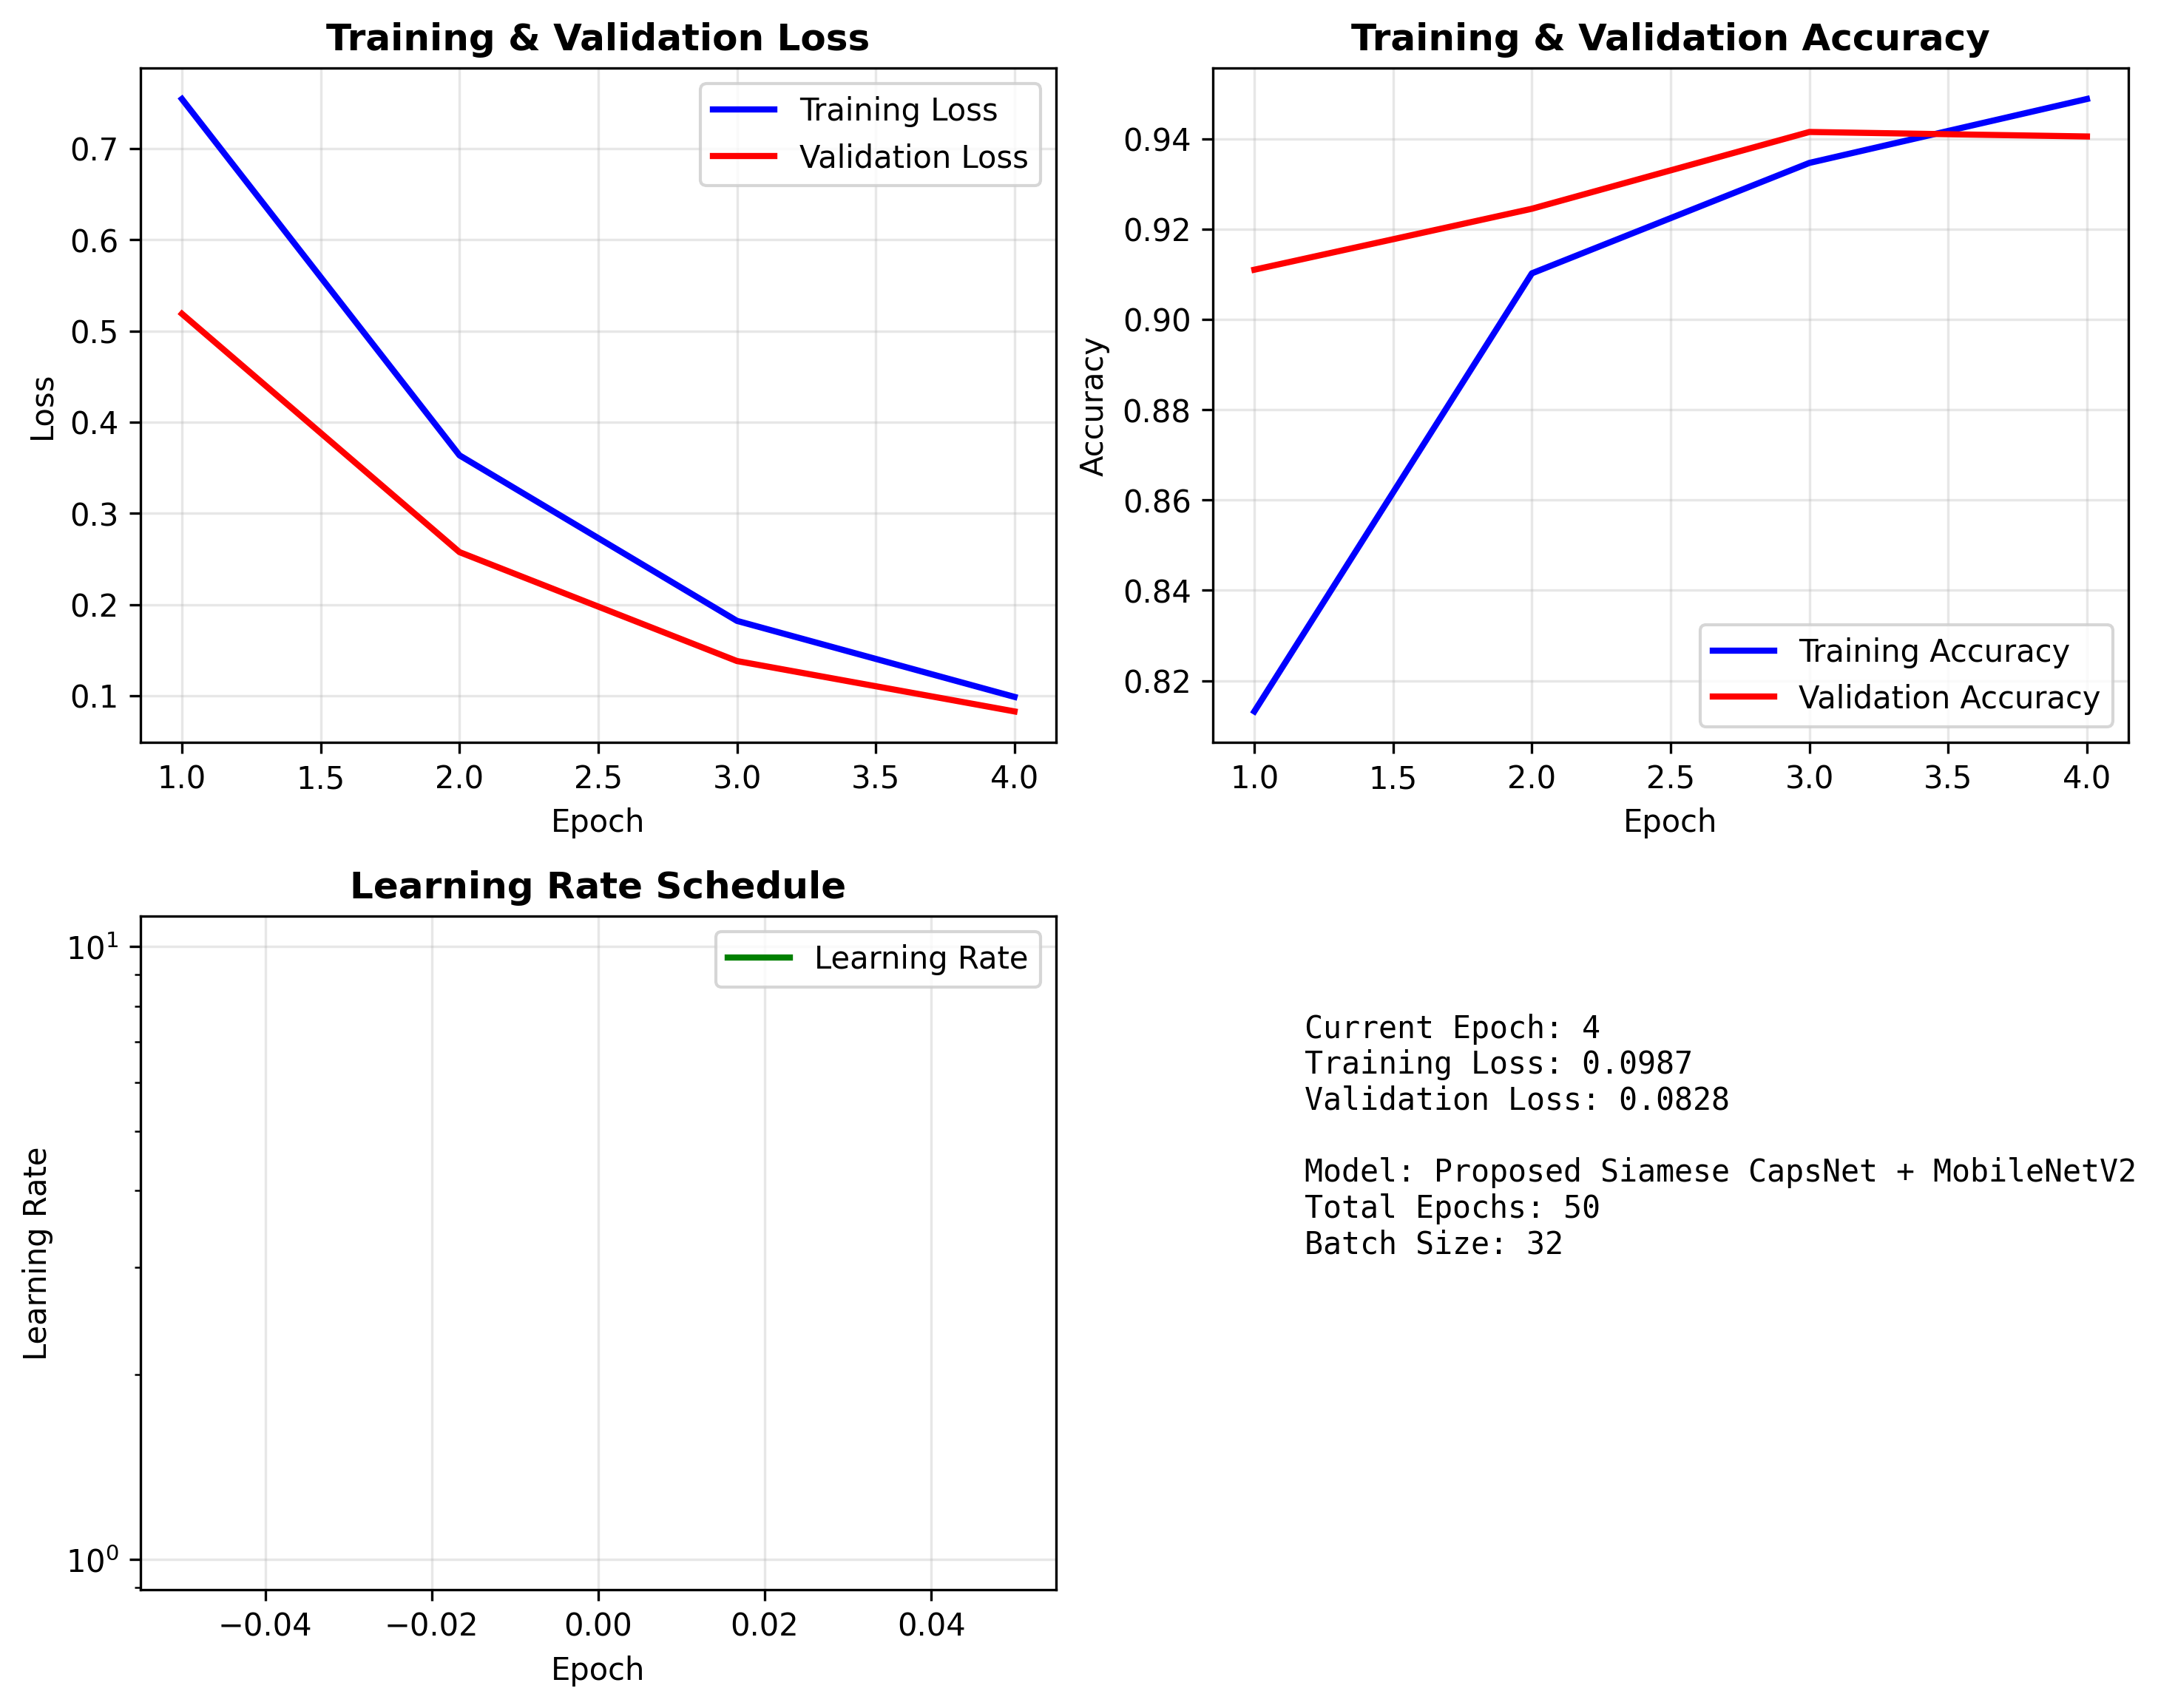 Training & Validation Loss
Training Loss
Validation Loss
0.7
0.6
0.5
0.4
0.3
0.2
0.1
Loss
1.0 1.5 2.0 2.5 3.0 3.5 4.0
Epoch
Training & Validation Accuracy
0.94
0.92
0.90
0.88
0.86
0.84
0.82
Accuracy
Training Accuracy
Validation Accuracy
1.0 1.5 2.0 2.5 3.0 3.5 4.0
Epoch
Learning Rate Schedule
Learning Rate
10¹
10⁰
Learning Rate
−0.04 −0.02 0.00 0.02 0.04
Epoch
Current Epoch: 4
Training Loss: 0.0987
Validation Loss: 0.0828
Model: Proposed Siamese CapsNet + MobileNetV2
Total Epochs: 50
Batch Size: 32